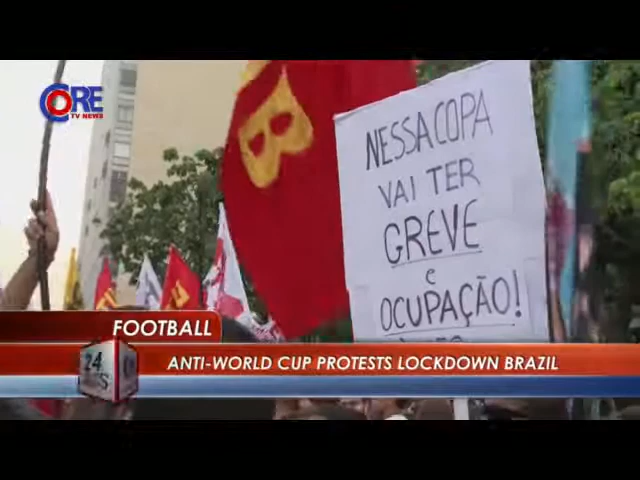 CORE
TV NEWS
NESSA COPA
VAI TER
GREVE
e
OCUPAÇÃO!
FOOTBALL
24
ANTI-WORLD CUP PROTESTS LOCKDOWN BRAZIL